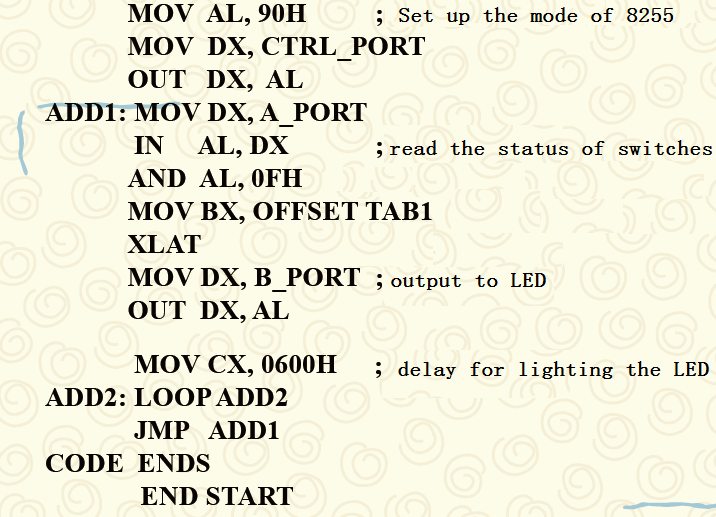 MOV AL, 90H ; Set up the mode of 8255
MOV DX, CTRL_PORT
OUT DX, AL
ADD1: MOV DX, A_PORT
IN AL, DX ; read the status of switches
AND AL, 0FH
MOV BX, OFFSET TAB1
XLAT
MOV DX, B_PORT ; output to LED
OUT DX, AL
MOV CX, 0600H ; delay for lighting the LED
ADD2: LOOP ADD2
JMP ADD1
CODE ENDS
END START